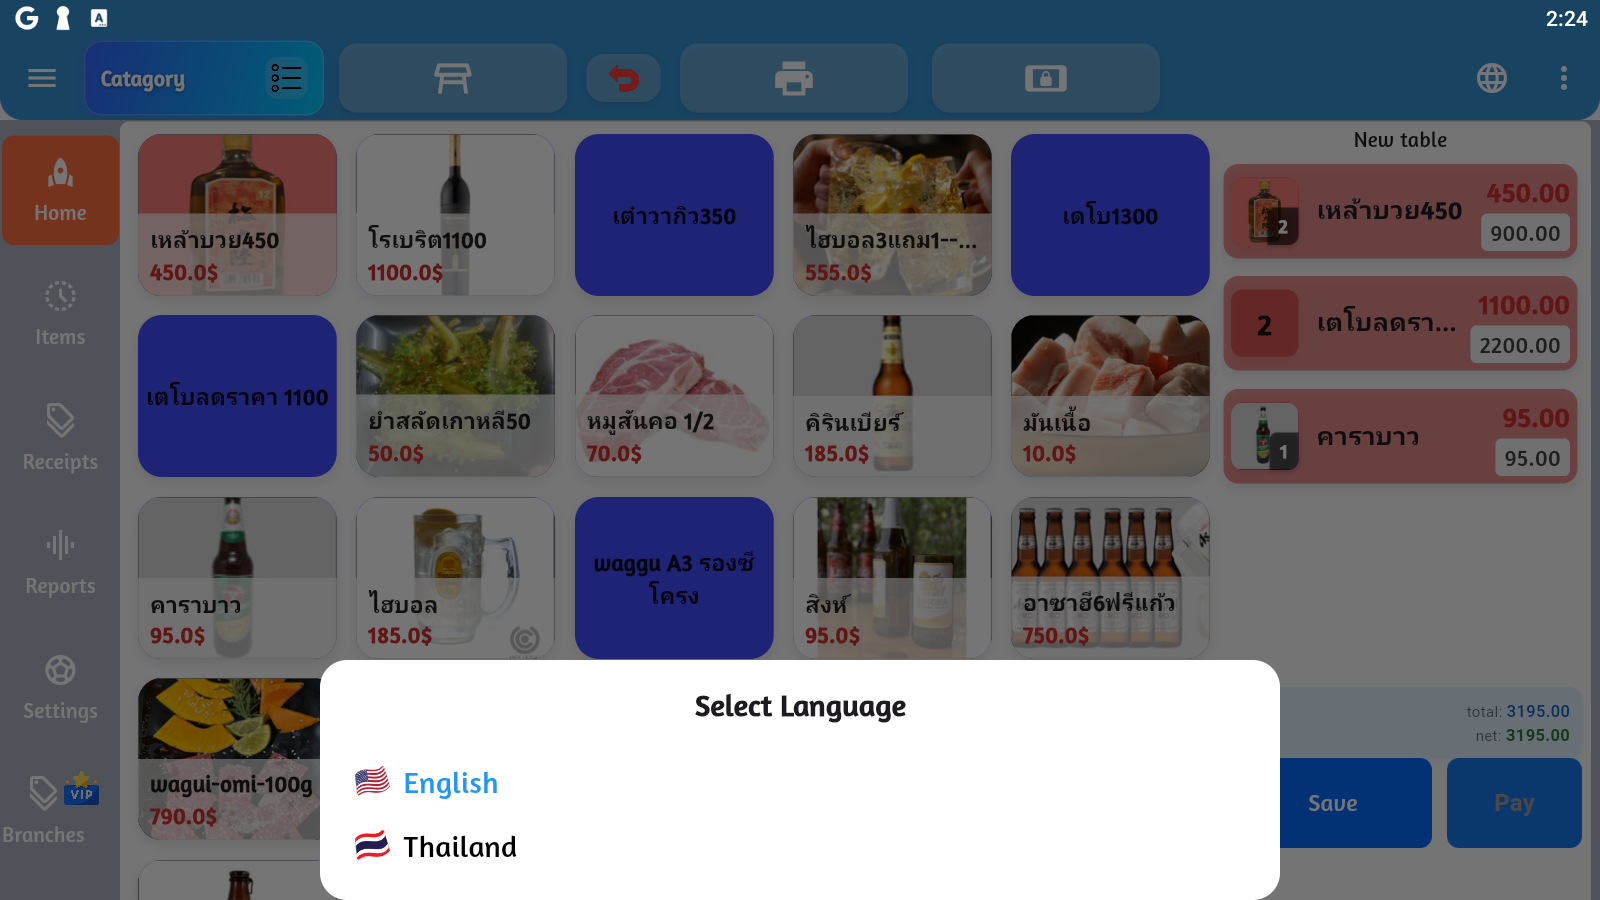 2:24
Catagory
New table
Home
Items
Receipts
Reports
Settings
VIP
Branches
เหล้าบวย450
450.0$
โรเบริต1100
1100.0$
เต๋าวากิว350
ไฮบอล3แถม1--...
555.0$
เดโบ1300
เตโบลดราคา 1100
ยำสลัดเกาหลี50
50.0$
หมูสันคอ 1/2
70.0$
คิรินเบียร์
185.0$
มันเนื้อ
10.0$
คาราบาว
95.0$
ไฮบอล
185.0$
waggu A3 รองซี่
โครง
สิงห์
95.0$
อาซาฮี6ฟรีแก้ว
750.0$
wagui-omi-100g
790.0$
2
เหล้าบวย450
450.00
900.00
2
เตโบลดรา...
1100.00
2200.00
1
คาราบาว
95.00
95.00
total: 3195.00
net: 3195.00
Save
Pay
Select Language
English
Thailand